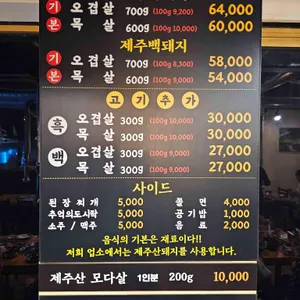 기 오겹살 700g (100g 9,200) 64,000
본 목살 600g (100g 10,000) 60,000
제주백돼지
기 오겹살 700g (100g 8,300) 58,000
본 목살 600g (100g 9,000) 54,000
고기추가
흑 오겹살 300g (100g 10,000) 30,000
목살 300g (100g 10,000) 30,000
백 오겹살 300g (100g 9,000) 27,000
목살 300g (100g 9,000) 27,000
사이드
된장찌개 5,000 쫄면 4,000
추억의도시락 5,000 공기밥 1,000
소주 / 맥주 5,000 음료 2,000
음식의 기본은 재료이다!!
저희 업소에서는 제주산돼지를 사용합니다.
제주산 모다살 1인분 200g 10,000